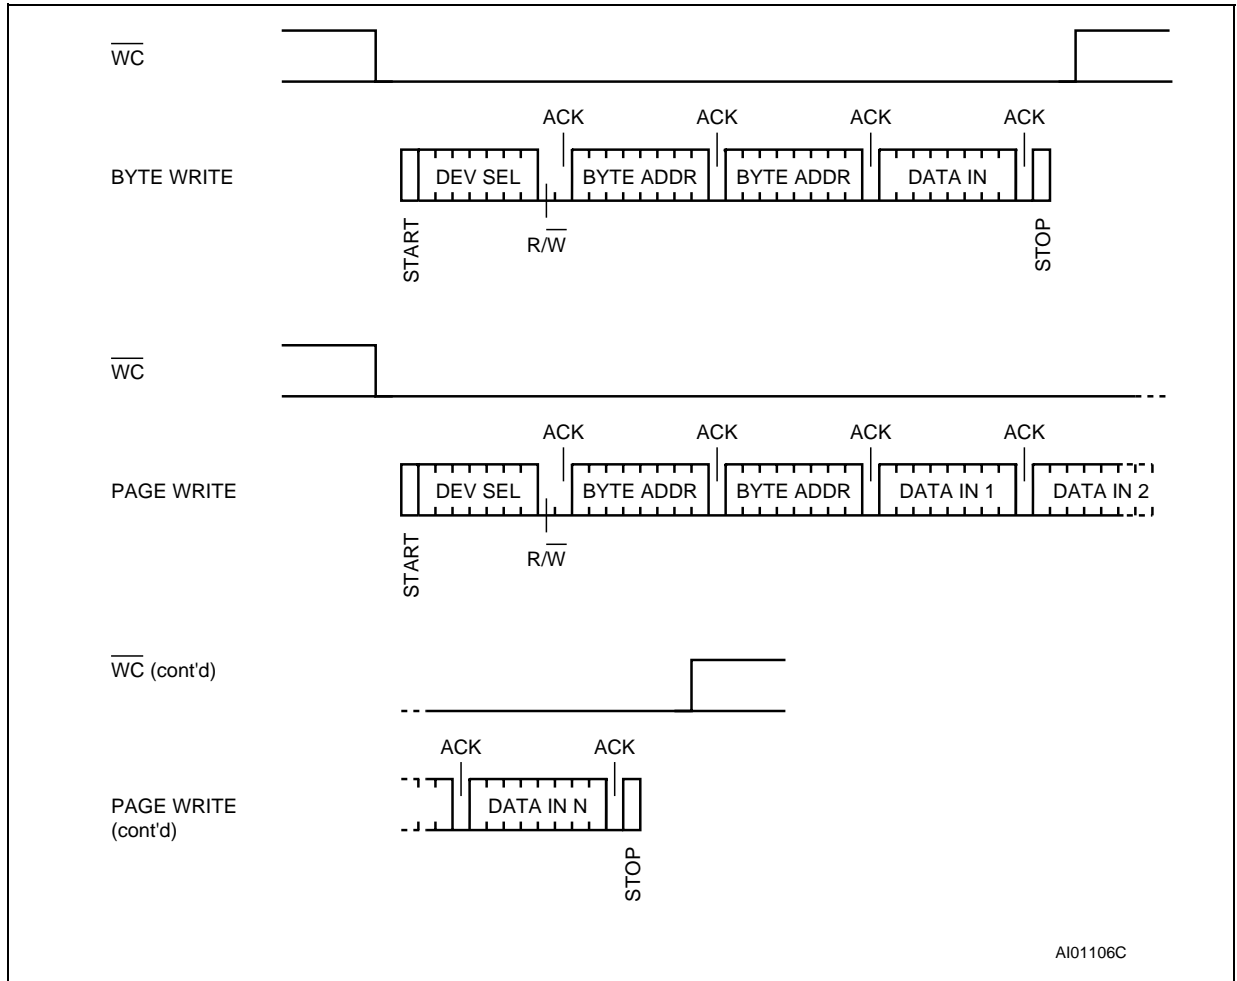 WC
ACK ACK ACK ACK
BYTE WRITE
DEV SEL BYTE ADDR BYTE ADDR DATA IN
R/W
START
STOP
WC
ACK ACK ACK ACK
PAGE WRITE
DEV SEL BYTE ADDR BYTE ADDR DATA IN 1 DATA IN 2
R/W
START
WC (cont'd)
ACK ACK
PAGE WRITE
(cont'd)
DATA IN N
STOP
AI01106C